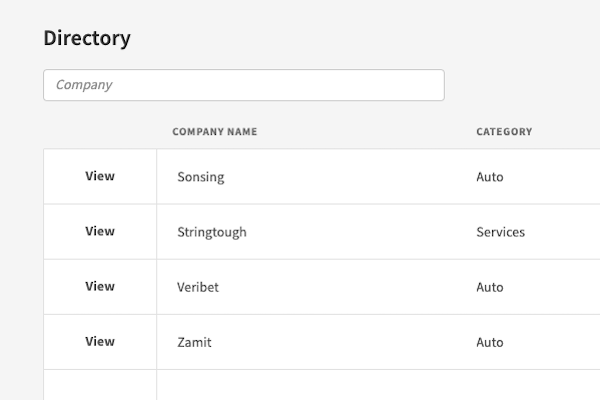 Directory
Company
COMPANY NAME CATEGORY
View Sonsing Auto
View Stringtough Services
View Veribet Auto
View Zamit Auto